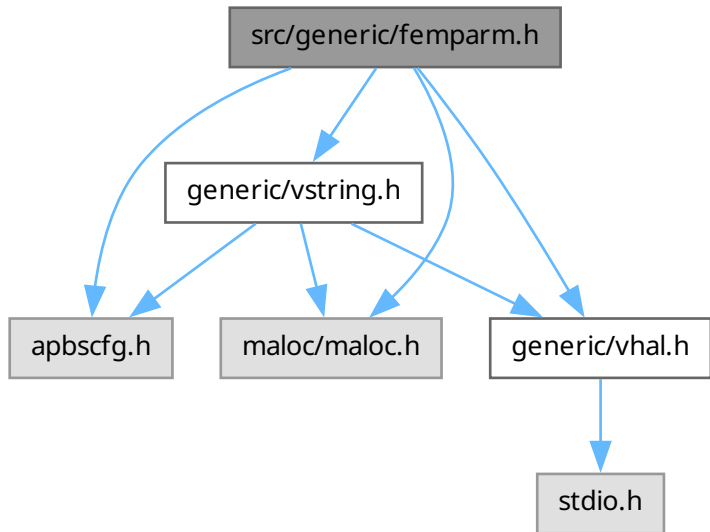 src/generic/femparm.h
generic/vstring.h
apbscfg.h
maloc/maloc.h
generic/vhal.h
stdio.h